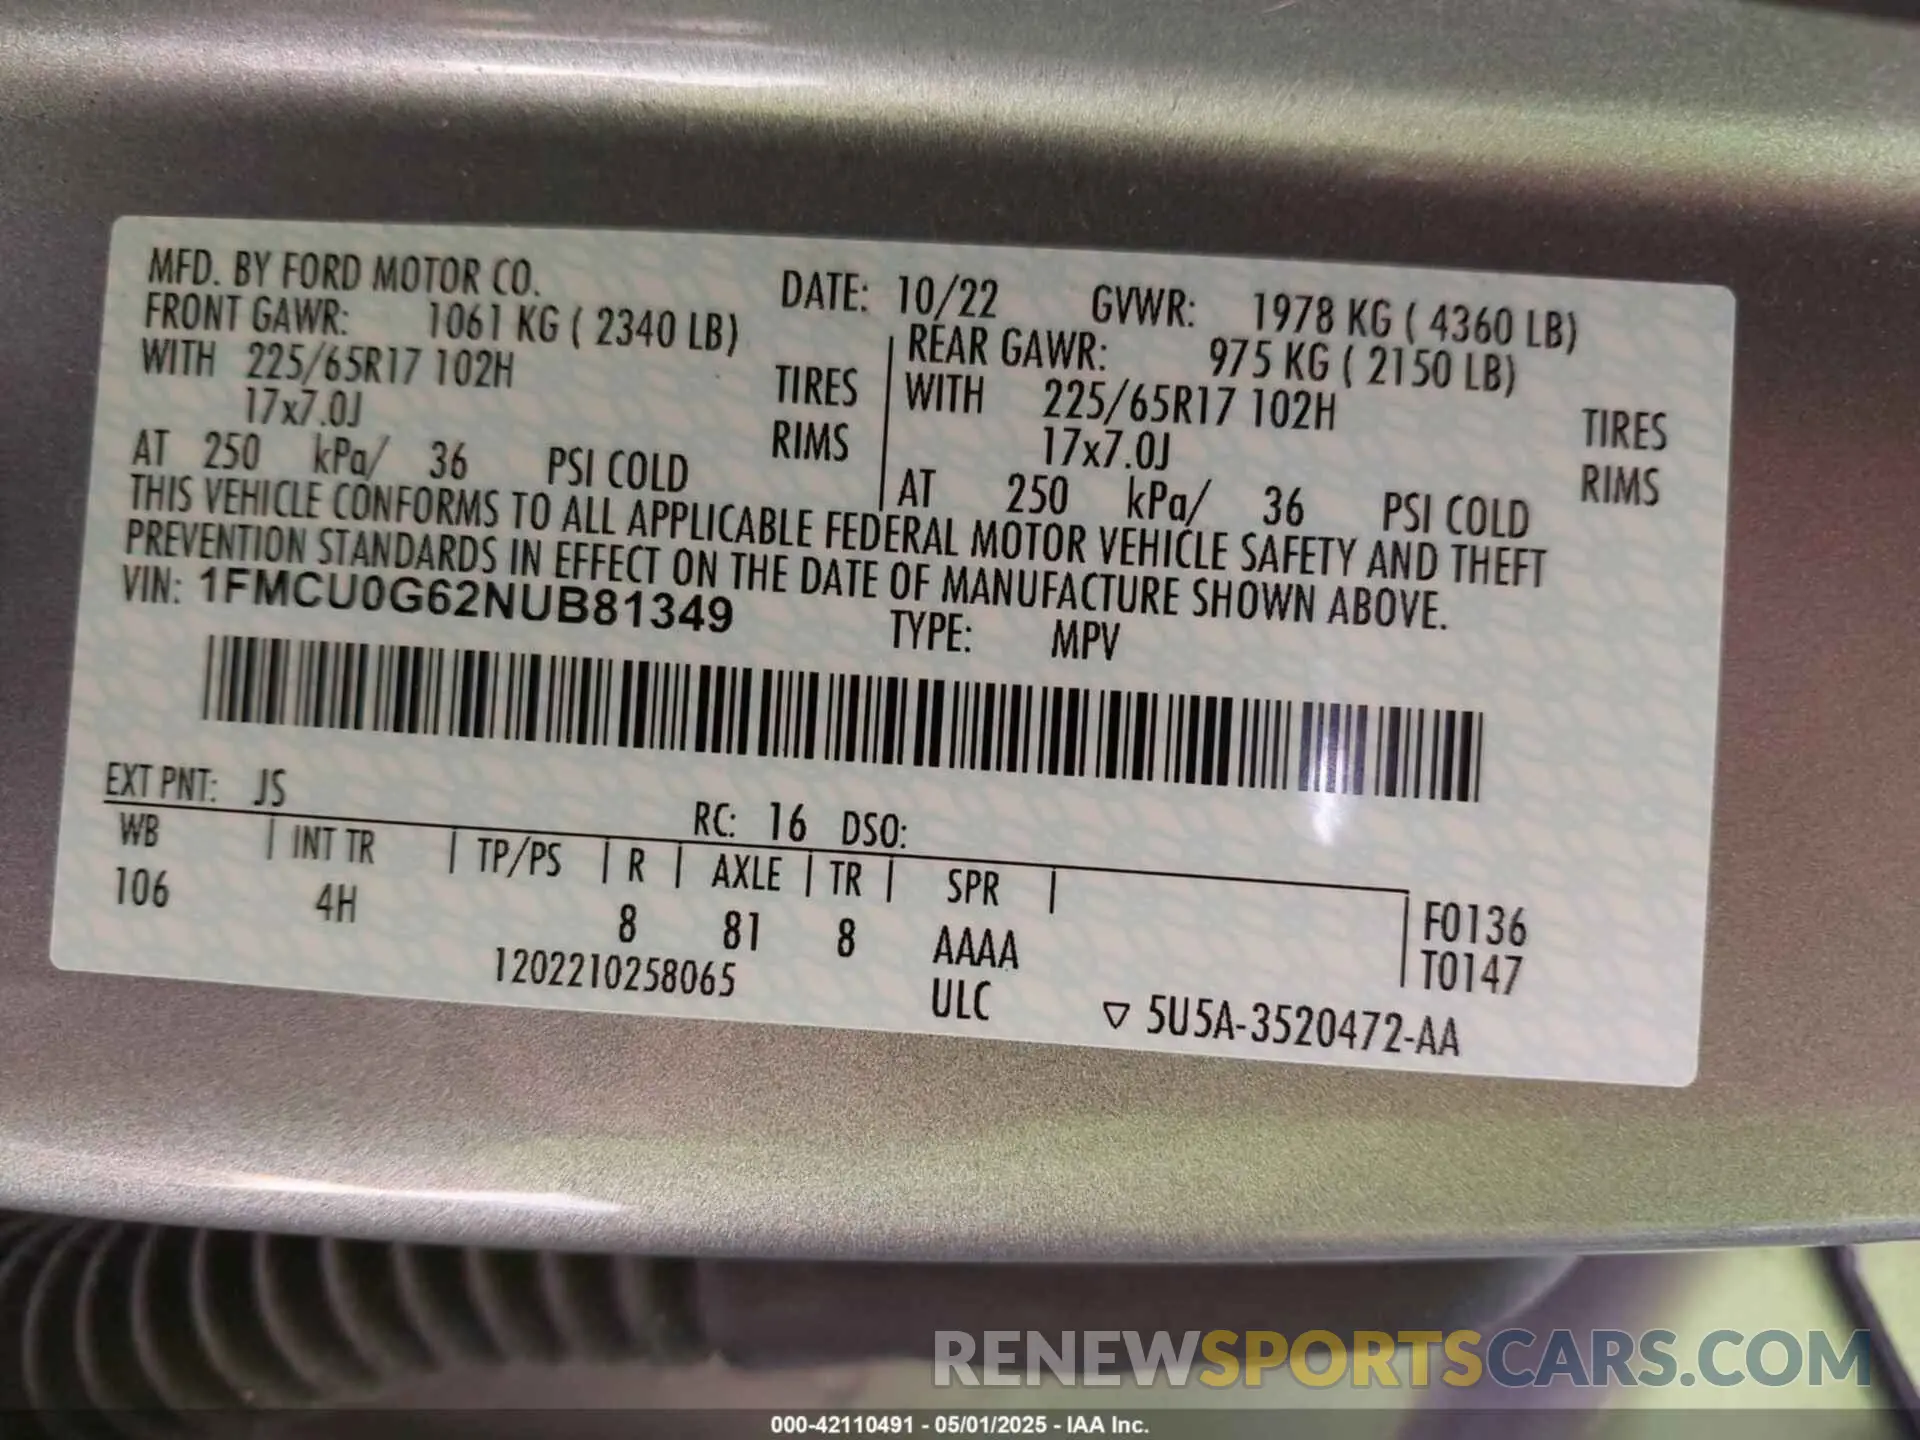 MFD. BY FORD MOTOR CO. DATE: 10/22 GVWR: 1978 KG ( 4360 LB)
FRONT GAWR: 1061 KG ( 2340 LB) REAR GAWR: 975 KG ( 2150 LB)
WITH 225/65R17 102H TIRES WITH 225/65R17 102H TIRES
17x7.0J RIMS 17x7.0J RIMS
AT 250 kPa/ 36 PSI COLD AT 250 kPa/ 36 PSI COLD
THIS VEHICLE CONFORMS TO ALL APPLICABLE FEDERAL MOTOR VEHICLE SAFETY AND THEFT
PREVENTION STANDARDS IN EFFECT ON THE DATE OF MANUFACTURE SHOWN ABOVE.
VIN: 1FMCU0G62NUB81349 TYPE: MPV
EXT PNT: JS RC: 16 DSO:
WB | INT TR | TP/PS | R | AXLE | TR | SPR |
106 4H 8 81 8 AAAA F0136
1202210258065 ULC T0147
▽ 5U5A-3520472-AA
RENEWSPORTSCARS.COM
000-42110491 - 05/01/2025 - IAA Inc.